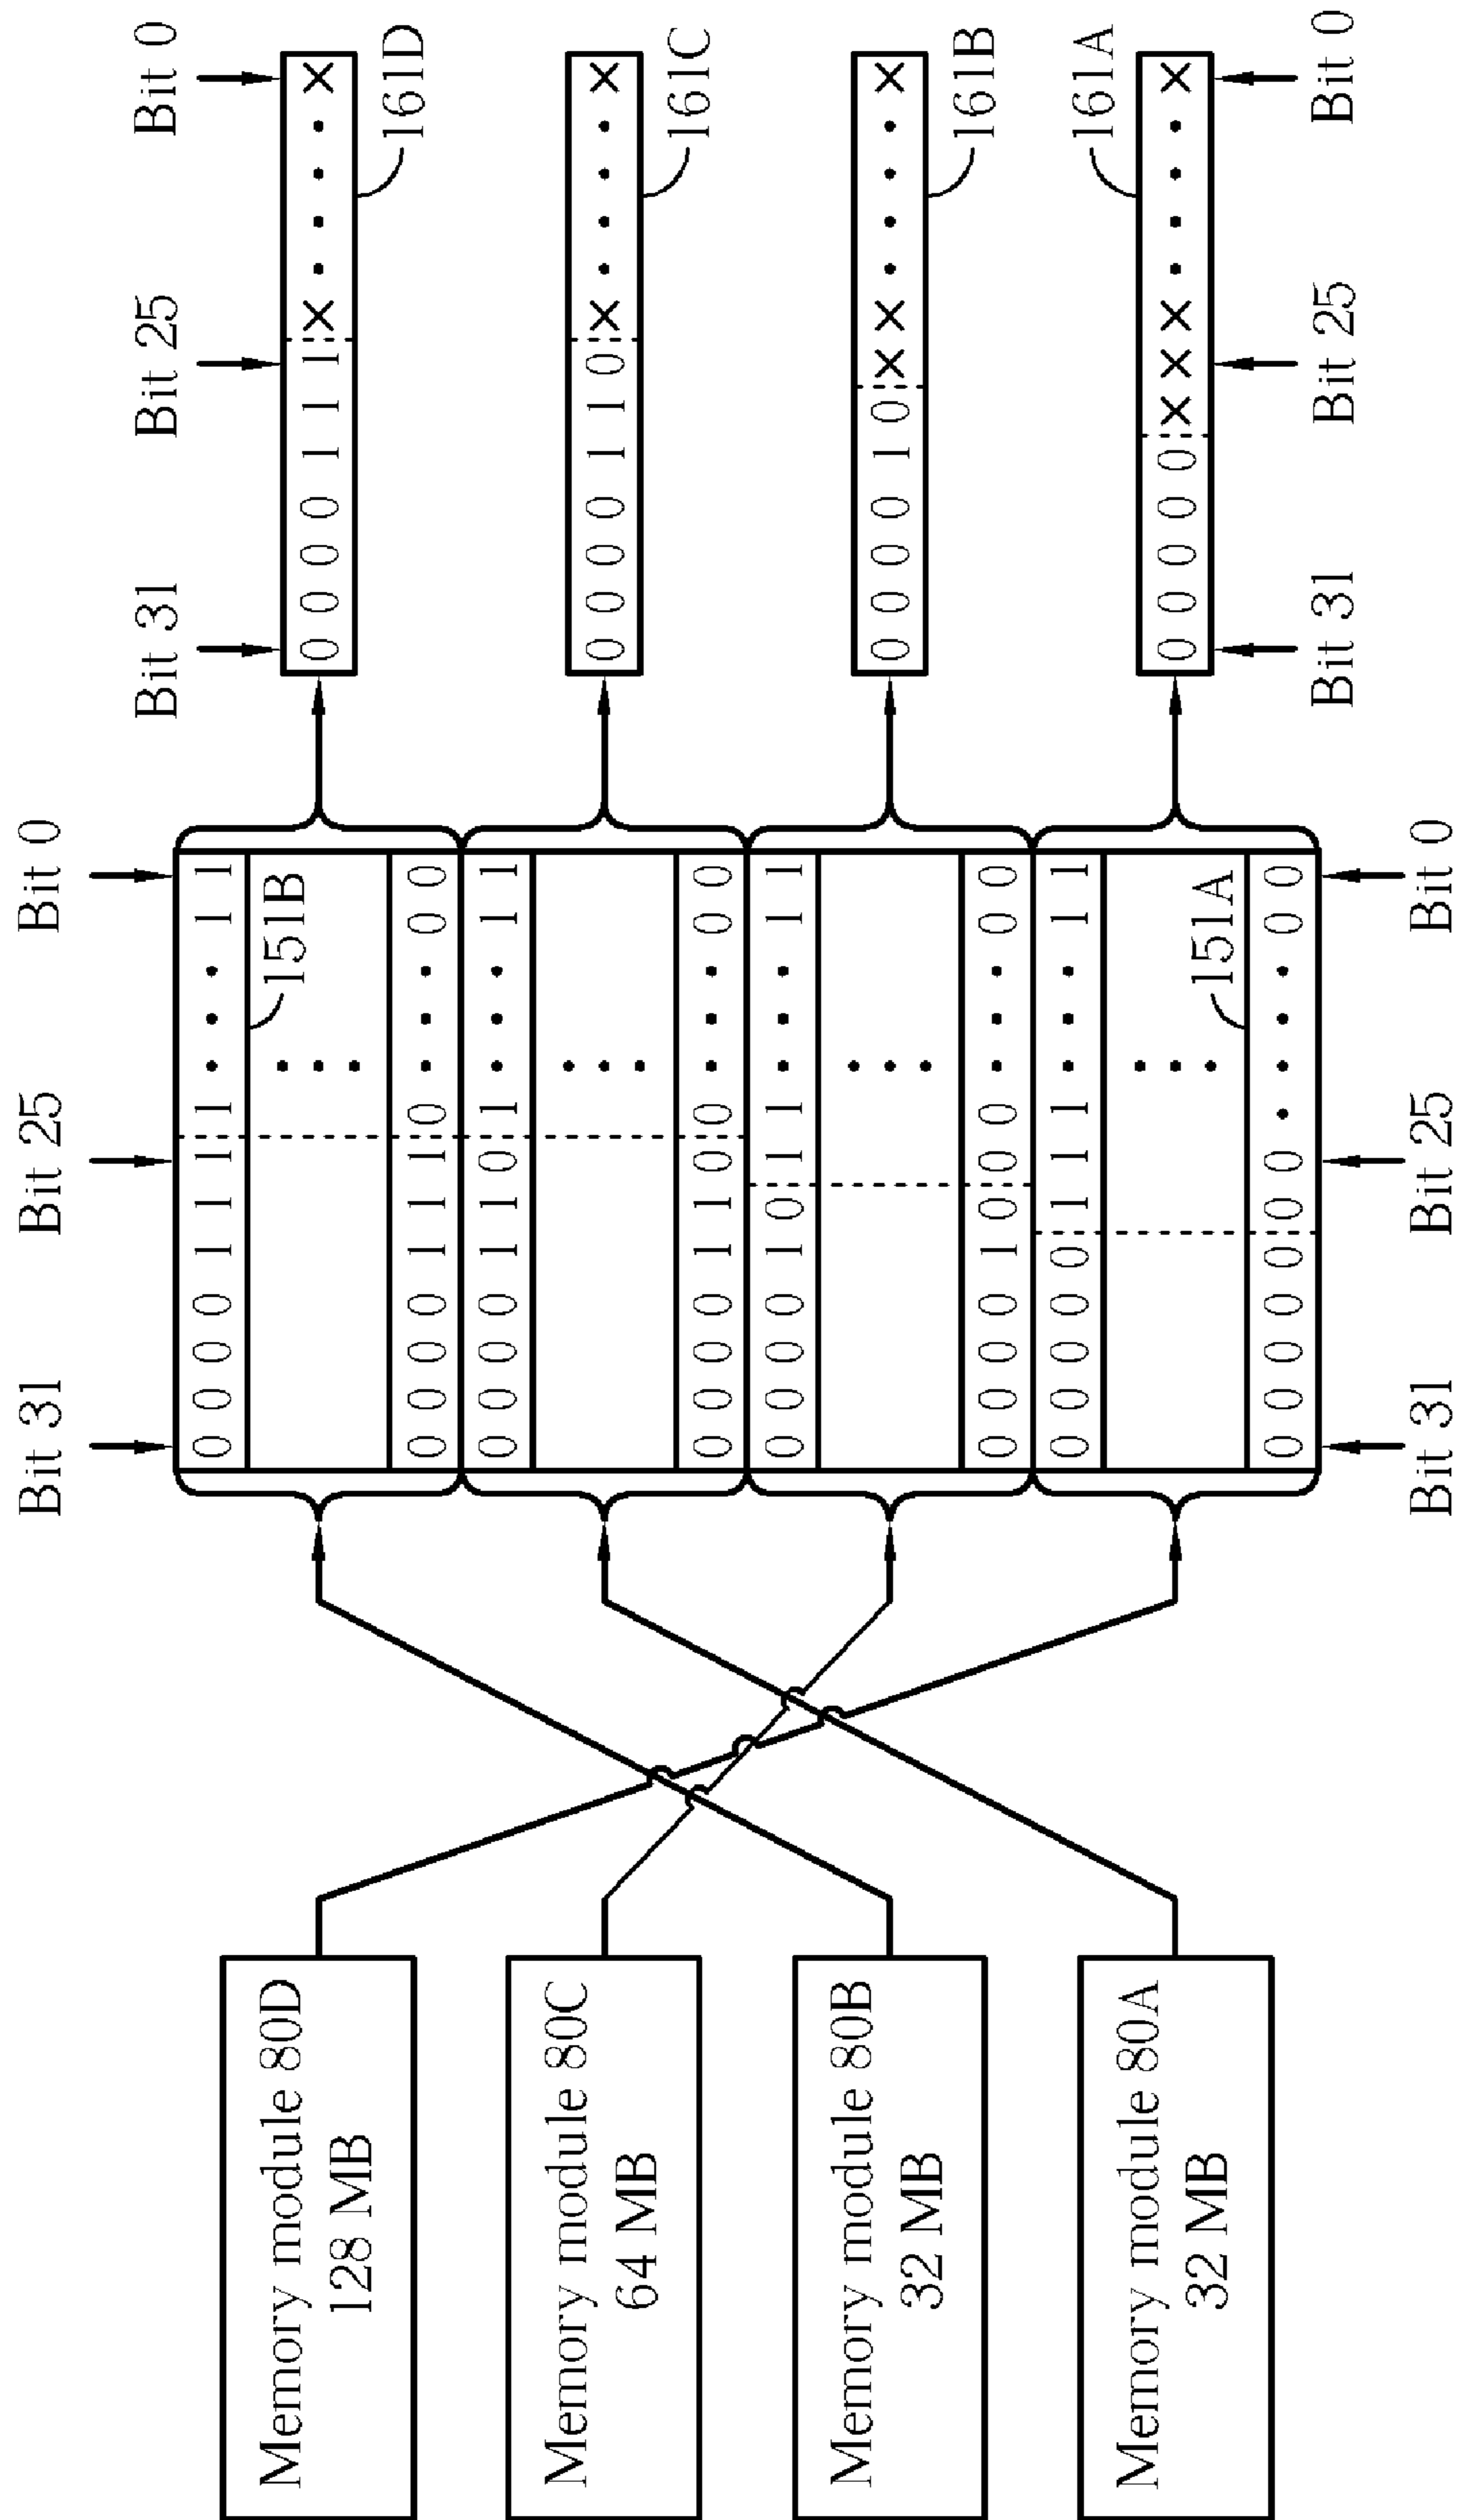 Memory module 80D
128 MB
Memory module 80C
64 MB
Memory module 80B
32 MB
Memory module 80A
32 MB
Bit 31 Bit 25 Bit 0
0 0 0 0 1 1 1 1 · · · 1 1
151B
0 0 0 0 1 1 1 0 · · · 0 0
0 0 0 0 1 1 0 1 · · · 1 1
0 0 0 0 1 1 0 0 · · · 0 0
0 0 0 0 1 0 1 1 · · · 1 1
0 0 0 0 1 0 0 0 · · · 0 0
0 0 0 0 0 1 1 1 · · · 1 1
151A
0 0 0 0 0 0 0 · · · · 0 0
Bit 31 Bit 25 Bit 0
Bit 31 Bit 25 Bit 0
0 0 0 0 1 1 1 X · · · · X
161D
0 0 0 0 1 1 0 X · · · · X
161C
0 0 0 0 1 0 X X · · · · X
161B
161A
0 0 0 0 0 X X X · · · · X
Bit 31 Bit 25 Bit 0